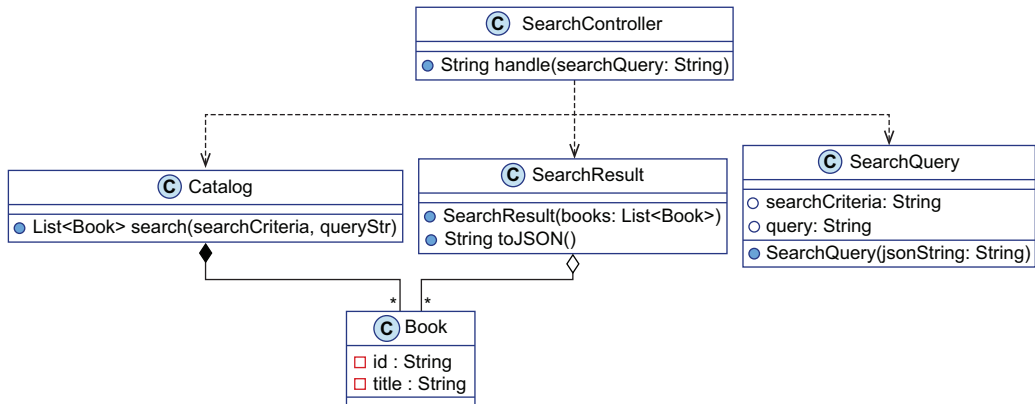 C SearchController
String handle(searchQuery: String)
C Catalog
List<Book> search(searchCriteria, queryStr)
C SearchResult
SearchResult(books: List<Book>)
String toJSON()
C SearchQuery
searchCriteria: String
query: String
SearchQuery(jsonString: String)
* *
C Book
id : String
title : String